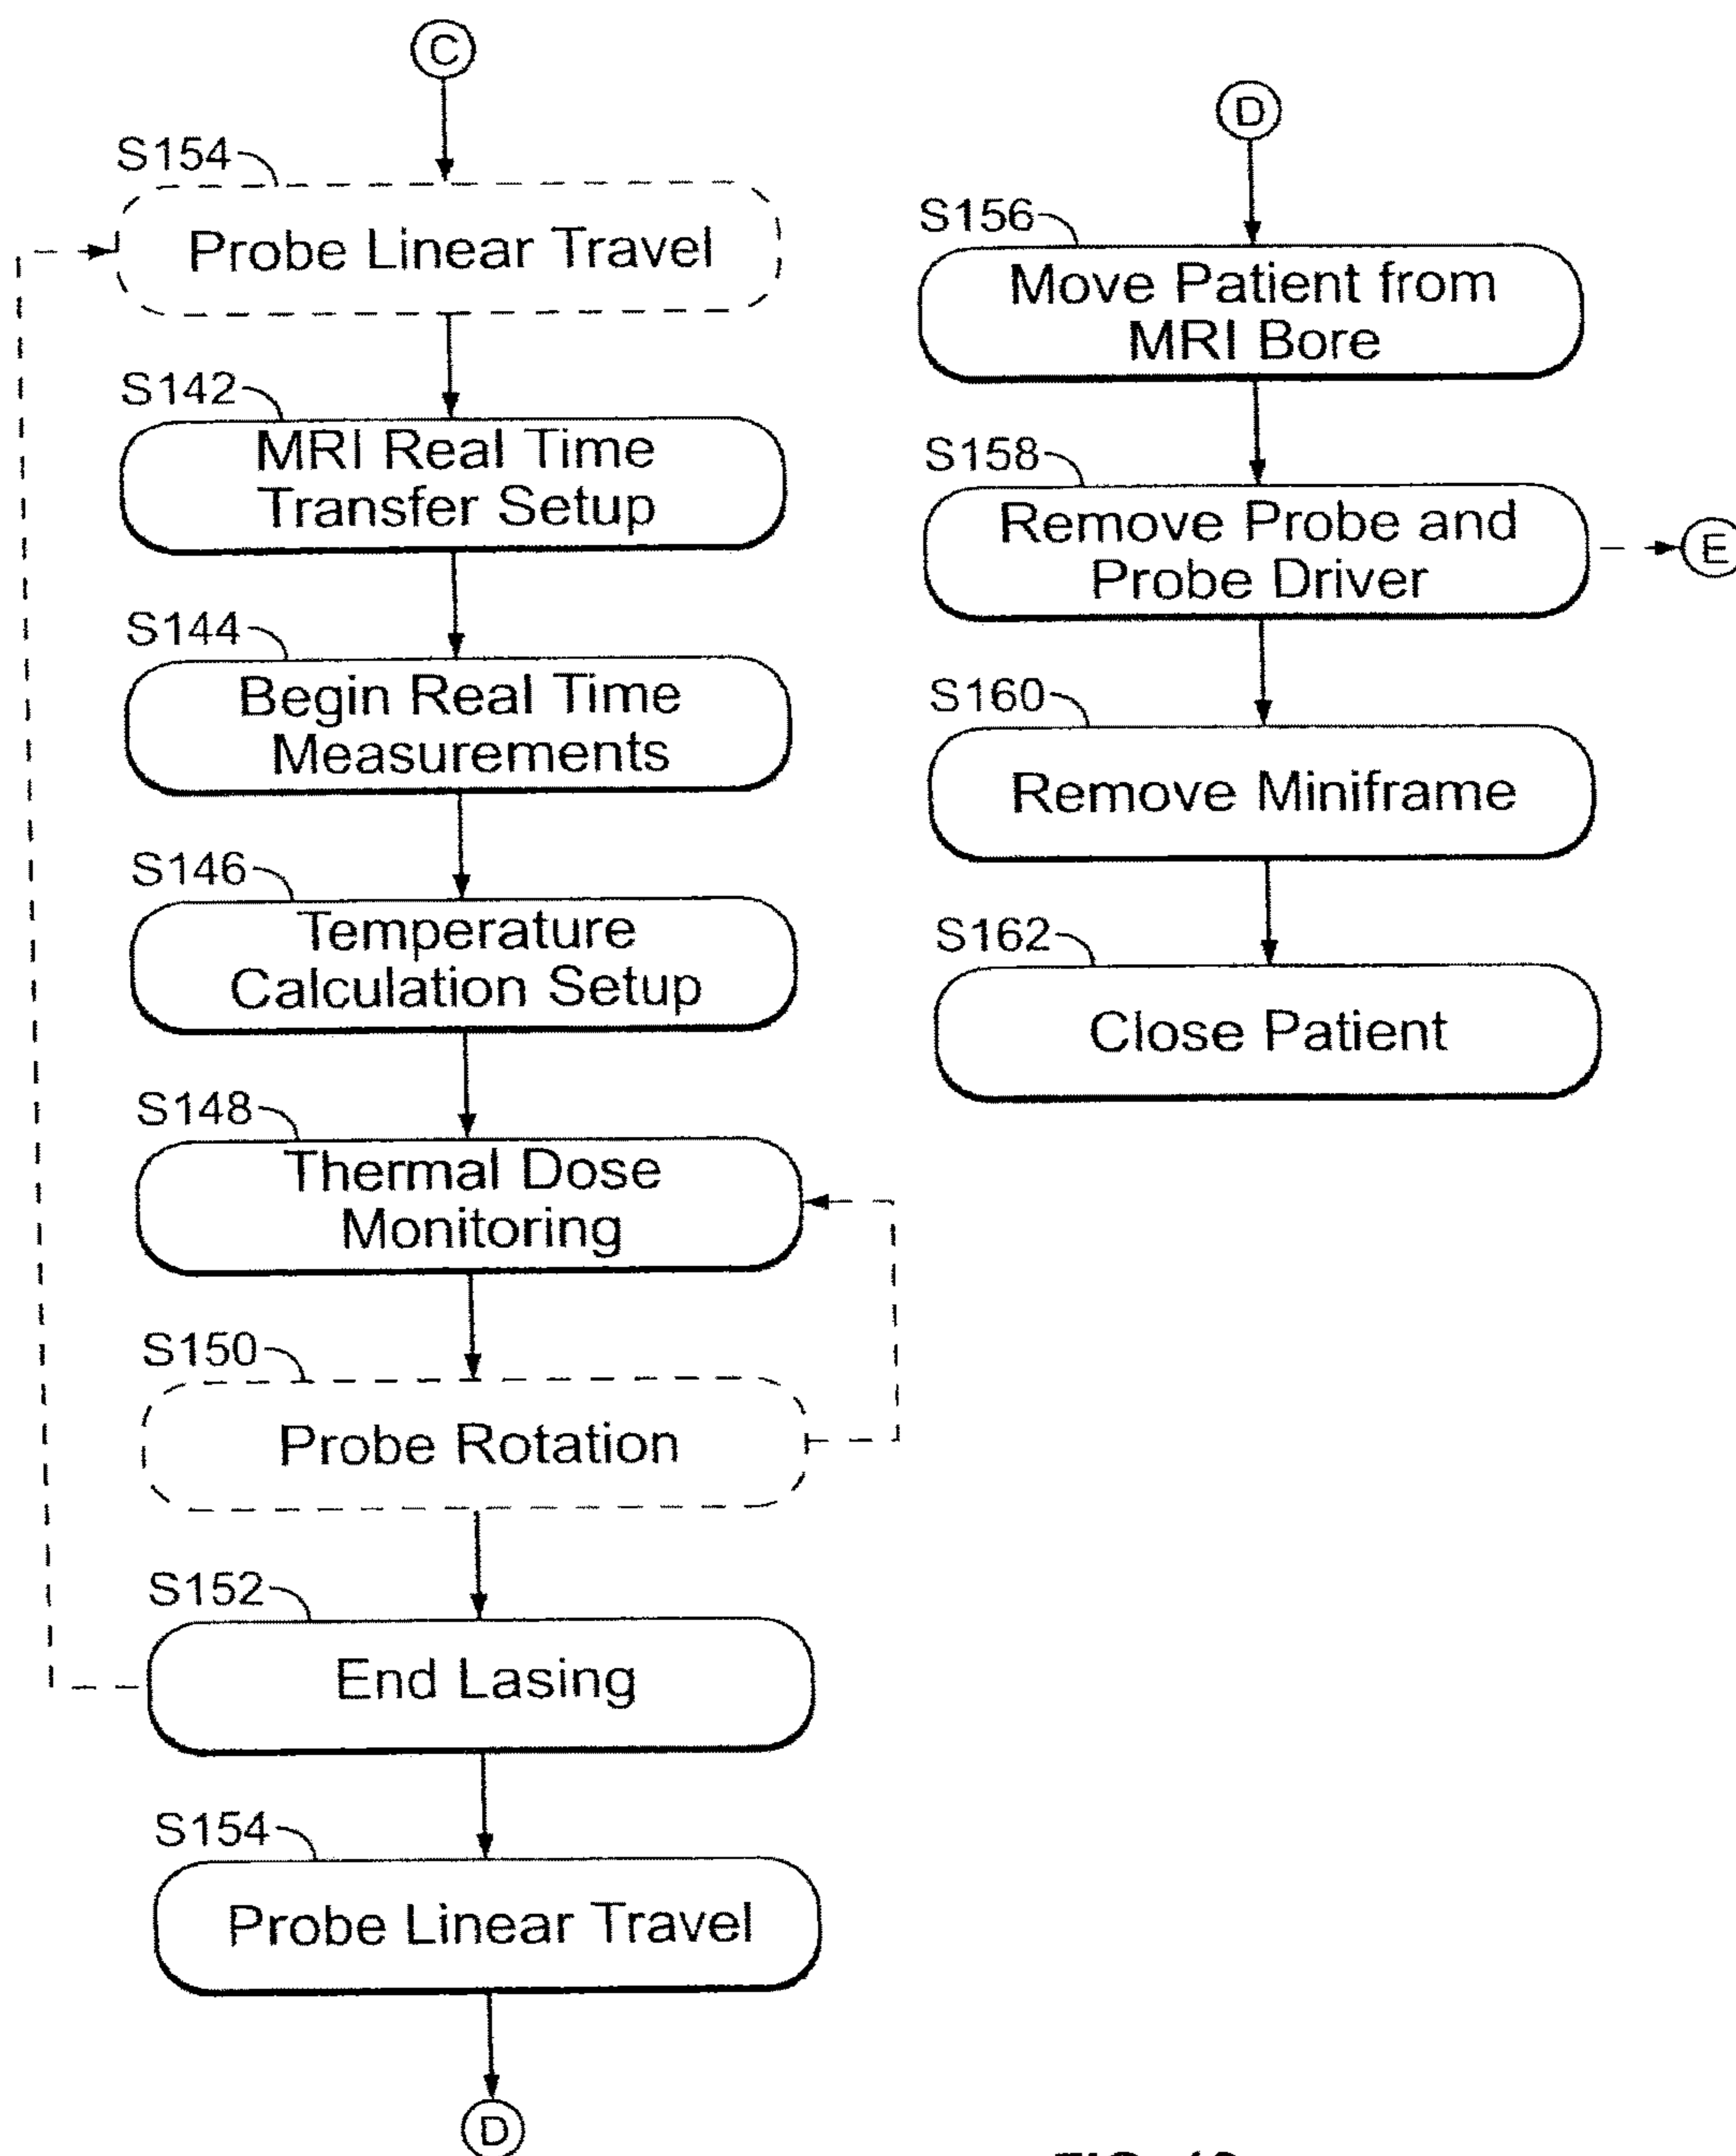 C
S154
Probe Linear Travel
S142
MRI Real Time
Transfer Setup
S144
Begin Real Time
Measurements
S146
Temperature
Calculation Setup
S148
Thermal Dose
Monitoring
S150
Probe Rotation
S152
End Lasing
S154
Probe Linear Travel
D
D
S156
Move Patient from
MRI Bore
S158
Remove Probe and
Probe Driver
E
S160
Remove Miniframe
S162
Close Patient